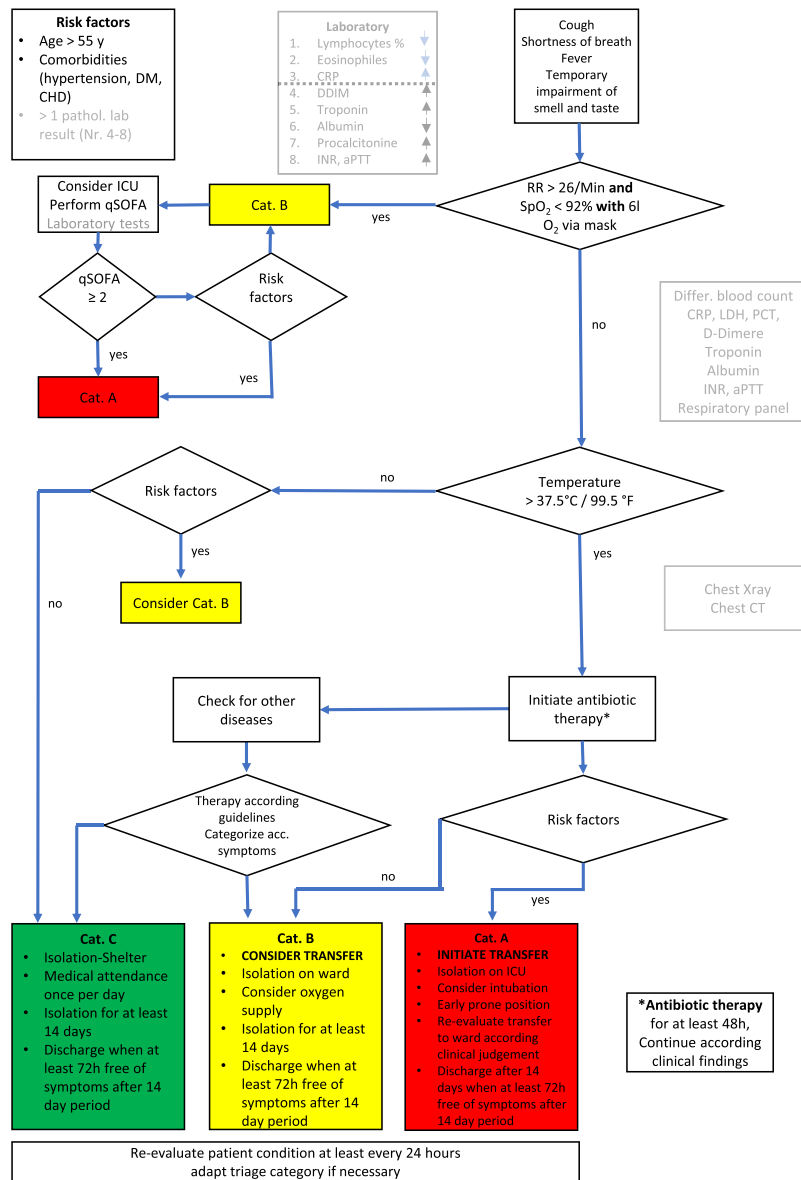 Risk factors
• Age > 55 y
• Comorbidities
(hypertension, DM,
CHD)
• > 1 pathol. lab
result (Nr. 4-8)
Laboratory
1. Lymphocytes %
2. Eosinophiles
3. CRP
4. DDIM
5. Troponin
6. Albumin
7. Procalcitonine
8. INR, aPTT
Cough
Shortness of breath
Fever
Temporary
impairment of
smell and taste
Consider ICU
Perform qSOFA
Laboratory tests
Cat. B
yes
RR > 26/Min and
SpO₂ < 92% with 6l
O₂ via mask
qSOFA
≥ 2
Risk
factors
no
Differ. blood count
CRP, LDH, PCT,
D-Dimere
Troponin
Albumin
INR, aPTT
Respiratory panel
yes
yes
Cat. A
Risk factors
no
Temperature
> 37.5°C / 99.5 °F
yes
yes
no
Consider Cat. B
Chest Xray
Chest CT
Check for other
diseases
Initiate antibiotic
therapy*
Therapy according
guidelines
Categorize acc.
symptoms
Risk factors
no
yes
Cat. C
• Isolation-Shelter
• Medical attendance
once per day
• Isolation for at least
14 days
• Discharge when at
least 72h free of
symptoms after 14
day period
Cat. B
• CONSIDER TRANSFER
• Isolation on ward
• Consider oxygen
supply
• Isolation for at least
14 days
• Discharge when at
least 72h free of
symptoms after 14
day period
Cat. A
• INITIATE TRANSFER
• Isolation on ICU
• Consider intubation
• Early prone position
• Re-evaluate transfer
to ward according
clinical judgement
• Discharge after 14
days when at least 72h
free of symptoms after
14 day period
*Antibiotic therapy
for at least 48h,
Continue according
clinical findings
Re-evaluate patient condition at least every 24 hours
adapt triage category if necessary